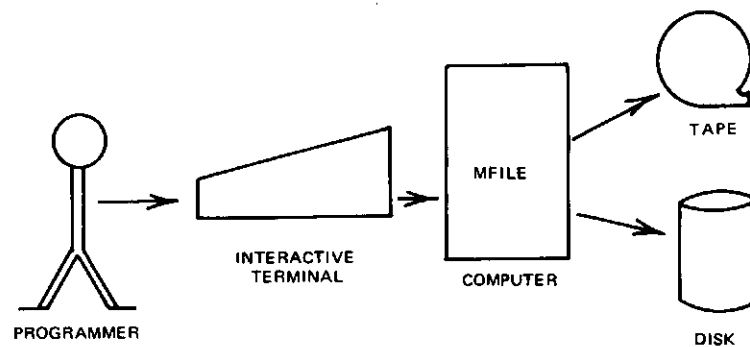 PROGRAMMER
INTERACTIVE
TERMINAL
MFILE
COMPUTER
TAPE
DISK